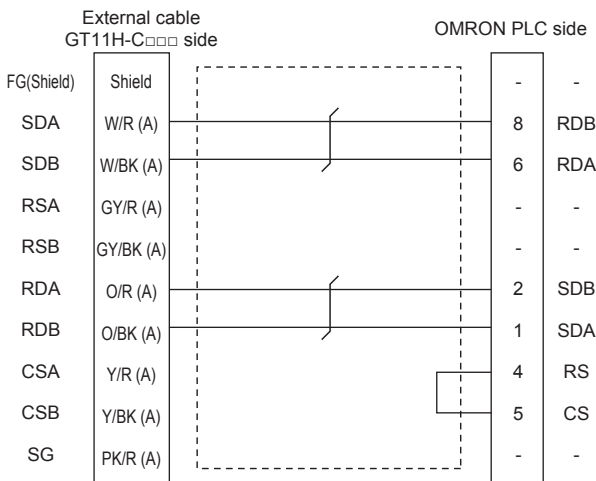 External cable
GT11H-C□□□ side
OMRON PLC side
FG(Shield) Shield - -
SDA W/R (A) 8 RDB
SDB W/BK (A) 6 RDA
RSA GY/R (A) - -
RSB GY/BK (A) - -
RDA O/R (A) 2 SDB
RDB O/BK (A) 1 SDA
CSA Y/R (A) 4 RS
CSB Y/BK (A) 5 CS
SG PK/R (A) - -